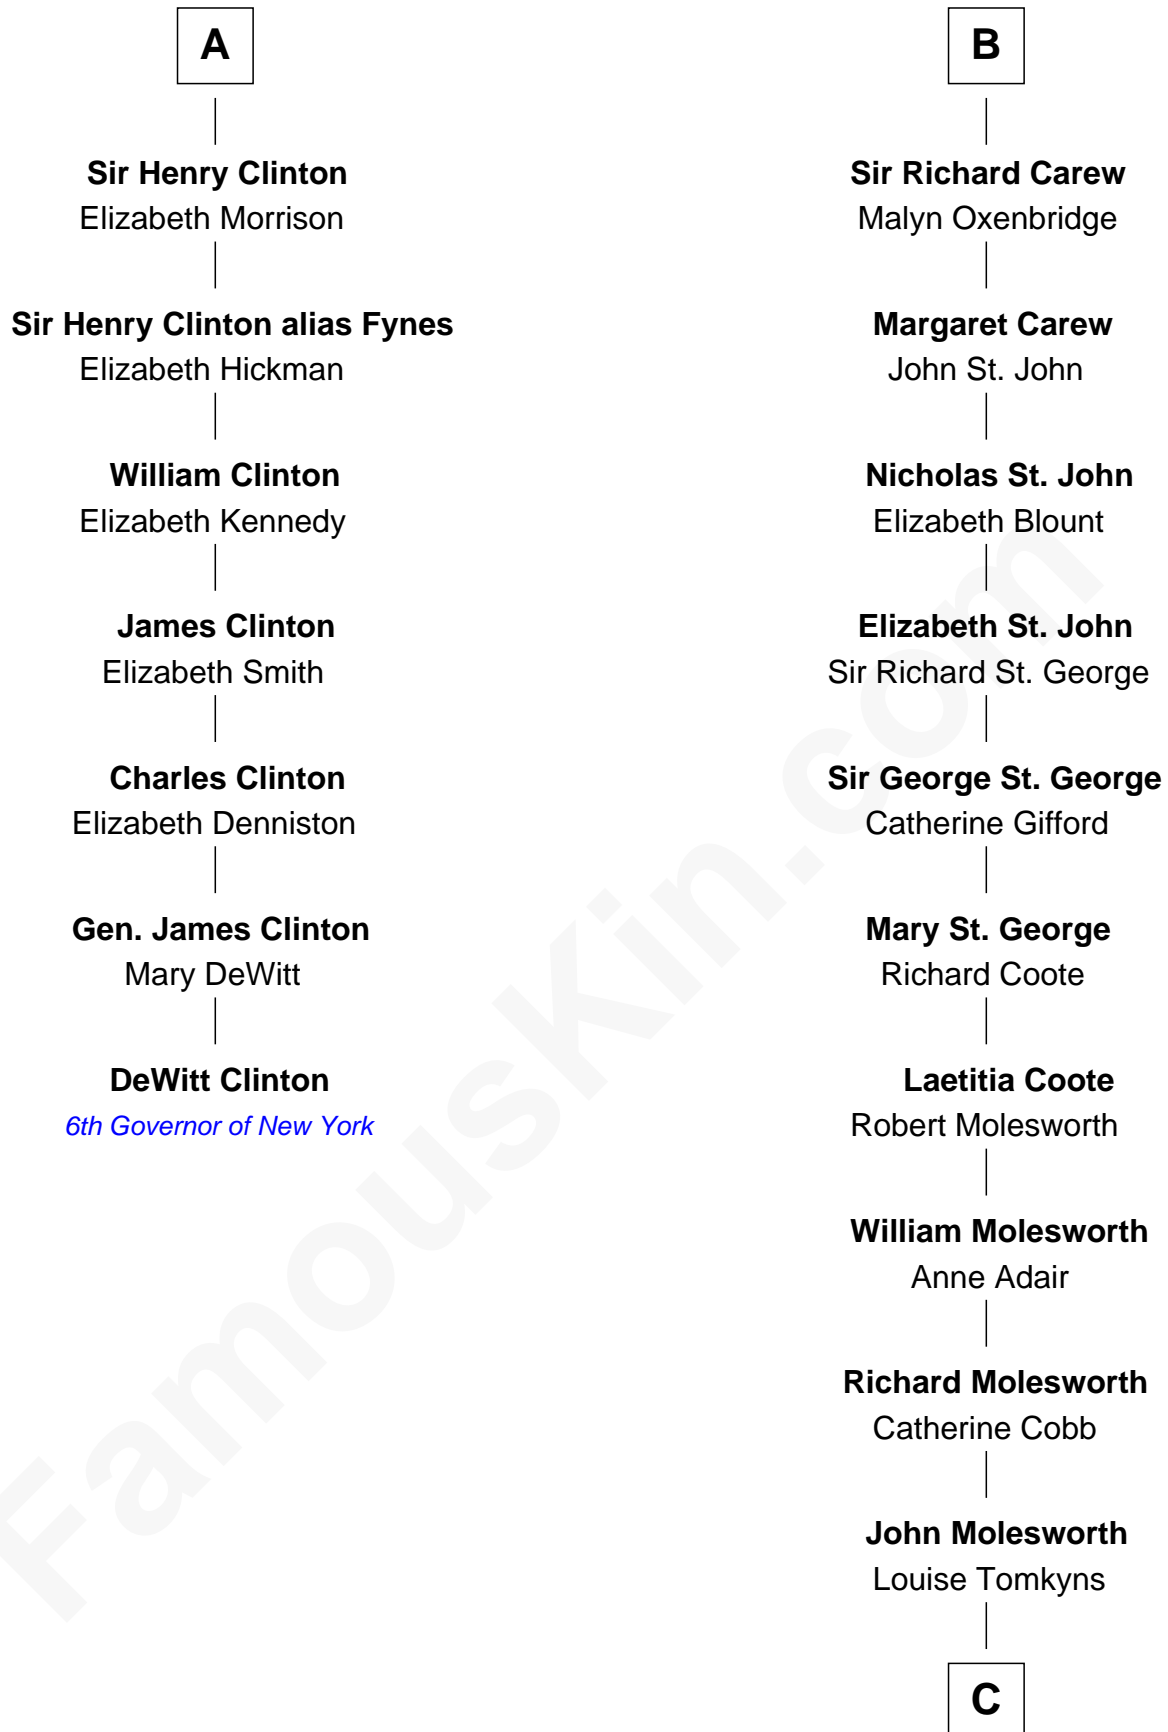 A
Sir Henry Clinton
Elizabeth Morrison
Sir Henry Clinton alias Fynes
Elizabeth Hickman
William Clinton
Elizabeth Kennedy
James Clinton
Elizabeth Smith
Charles Clinton
Elizabeth Denniston
Gen. James Clinton
Mary DeWitt
DeWitt Clinton
6th Governor of New York
B
Sir Richard Carew
Malyn Oxenbridge
Margaret Carew
John St. John
Nicholas St. John
Elizabeth Blount
Elizabeth St. John
Sir Richard St. George
Sir George St. George
Catherine Gifford
Mary St. George
Richard Coote
Laetitia Coote
Robert Molesworth
William Molesworth
Anne Adair
Richard Molesworth
Catherine Cobb
John Molesworth
Louise Tomkyns
C
FamousKin.com